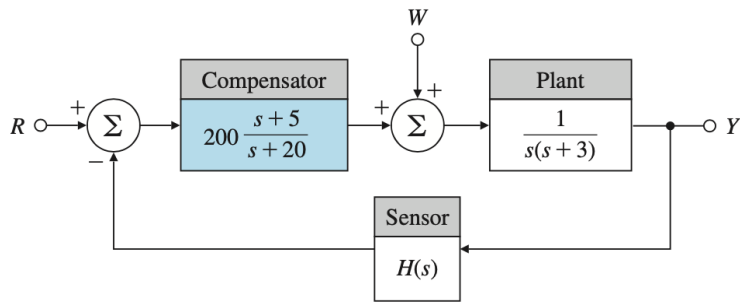 W
Compensator
Plant
R
+
Σ
−
200 s + 5 / s + 20
+
+
Σ
1 / s(s + 3)
Y
Sensor
H(s)